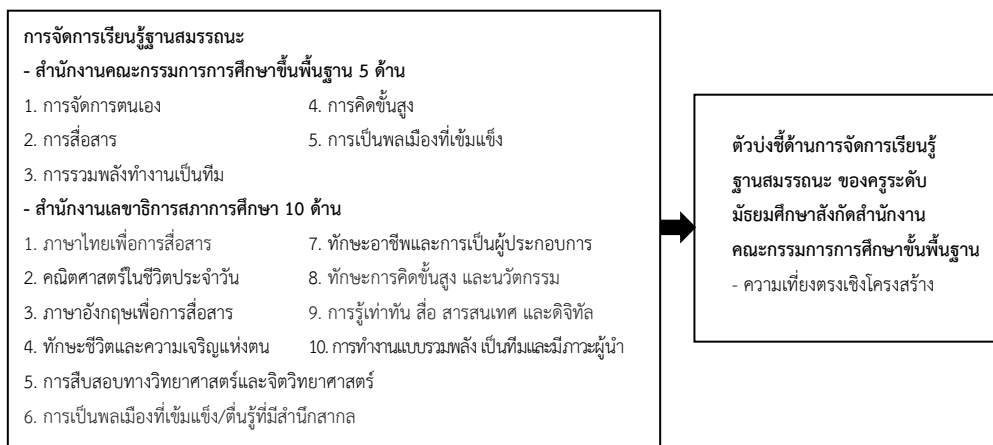 การจัดการเรียนรู้ฐานสมรรถนะ
- สำนักงานคณะกรรมการการศึกษาขึ้นพื้นฐาน 5 ด้าน
1. การจัดการตนเอง
2. การสื่อสาร
3. การรวมพลังทำงานเป็นทีม
4. การคิดขั้นสูง
5. การเป็นพลเมืองที่เข้มแข็ง
- สำนักงานเลขาธิการสภาการศึกษา 10 ด้าน
1. ภาษาไทยเพื่อการสื่อสาร
2. คณิตศาสตร์ในชีวิตประจำวัน
3. ภาษาอังกฤษเพื่อการสื่อสาร
4. ทักษะชีวิตและความเจริญแห่งตน
5. การสืบสอบทางวิทยาศาสตร์และจิตวิทยาศาสตร์
6. การเป็นพลเมืองที่เข้มแข็ง/ตื่นรู้ที่มีสำนึกสากล
7. ทักษะอาชีพและการเป็นผู้ประกอบการ
8. ทักษะการคิดขั้นสูง และนวัตกรรม
9. การรู้เท่าทัน สื่อ สารสนเทศ และดิจิทัล
10. การทำงานแบบรวมพลัง เป็นทีมและมีภาวะผู้นำ
ตัวบ่งชี้ด้านการจัดการเรียนรู้
ฐานสมรรถนะ ของครูระดับ
มัธยมศึกษาสังกัดสำนักงาน
คณะกรรมการการศึกษาขั้นพื้นฐาน
- ความเที่ยงตรงเชิงโครงสร้าง